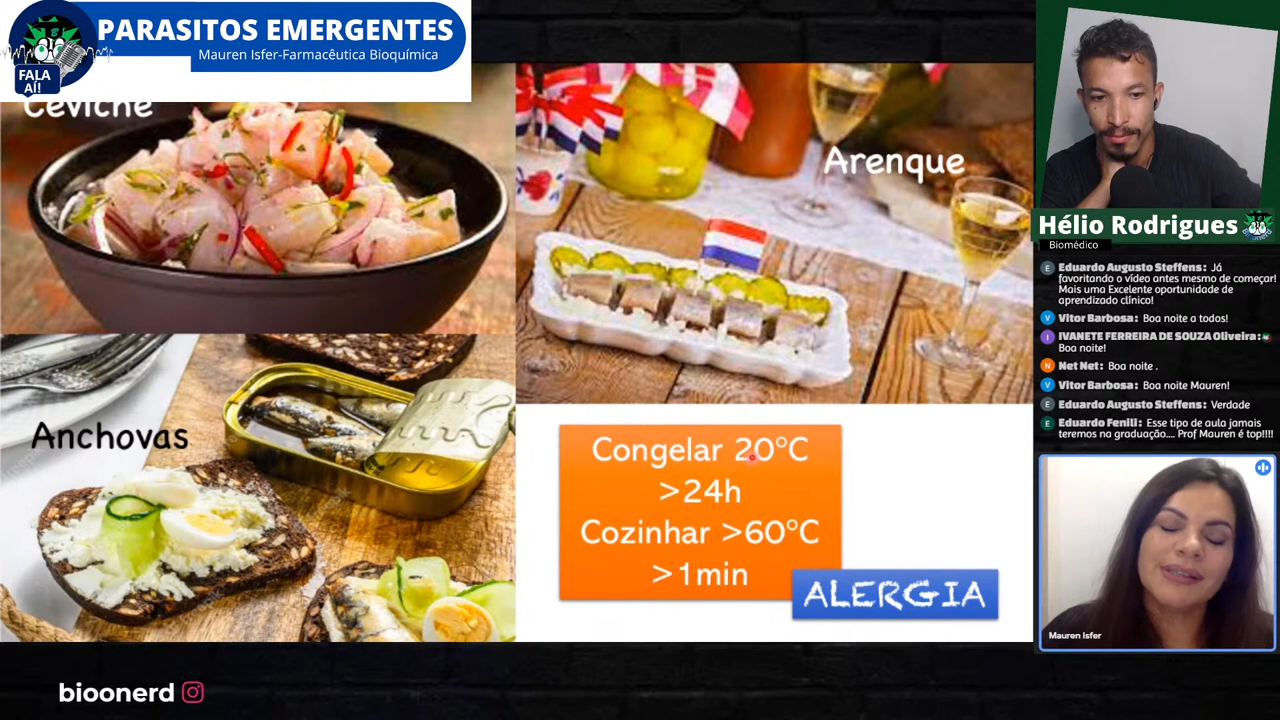 PARASITOS EMERGENTES
Mauren Isfer-Farmacêutica Bioquímica
FALA
AÍ!
Ceviche
Arenque
Anchovas
Congelar 20°C
>24h
Cozinhar >60°C
>1min
ALERGIA
Hélio Rodrigues
Biomédico
E Eduardo Augusto Steffens: Já
favoritando o vídeo antes mesmo de começar!
Mais uma Excelente oportunidade de
aprendizado clínico!
V Vitor Barbosa: Boa noite a todos!
I IVANETE FERREIRA DE SOUZA Oliveira:
Boa noite!
N Net Net: Boa noite .
V Vitor Barbosa: Boa noite Mauren!
E Eduardo Augusto Steffens: Verdade
E Eduardo Fenili: Esse tipo de aula jamais
teremos na graduação.... Prof Mauren é top!!!!
Mauren Isfer
bioonerd